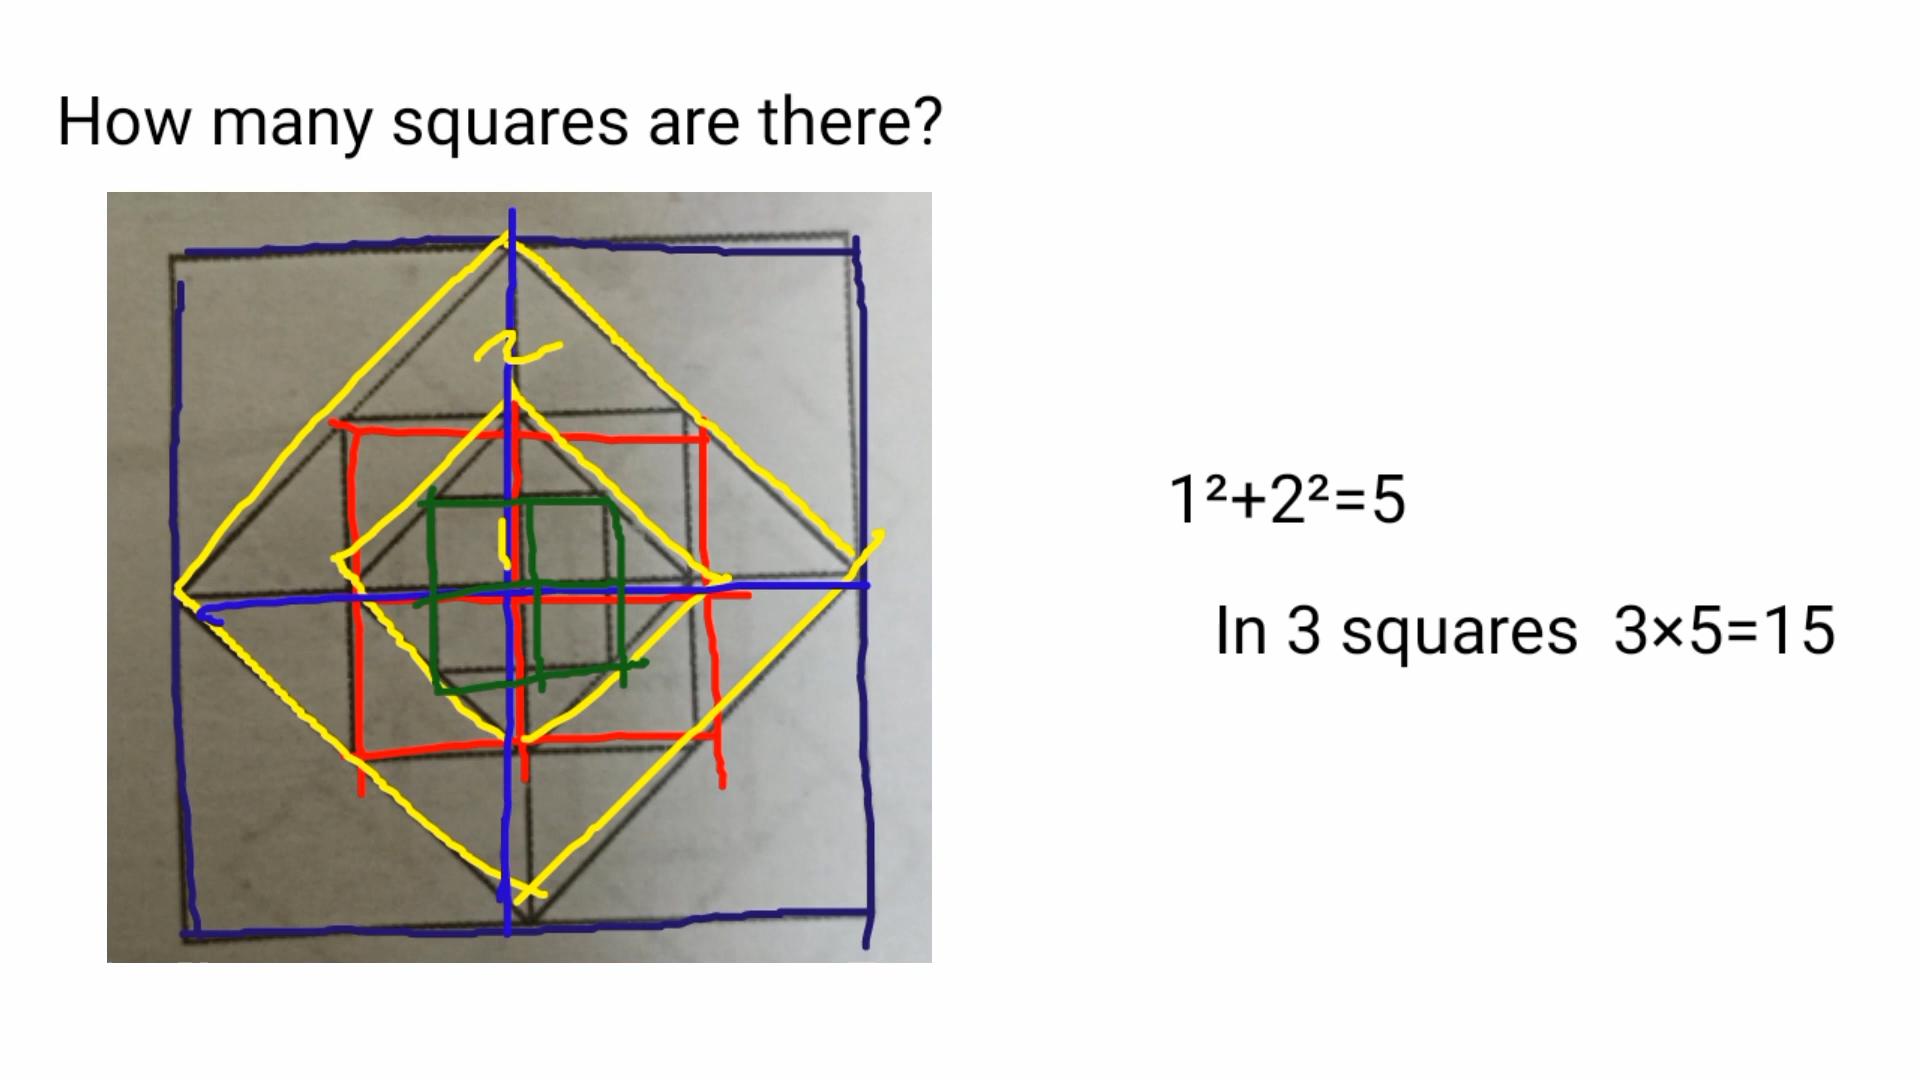 How many squares are there?
1²+2²=5
In 3 squares 3×5=15